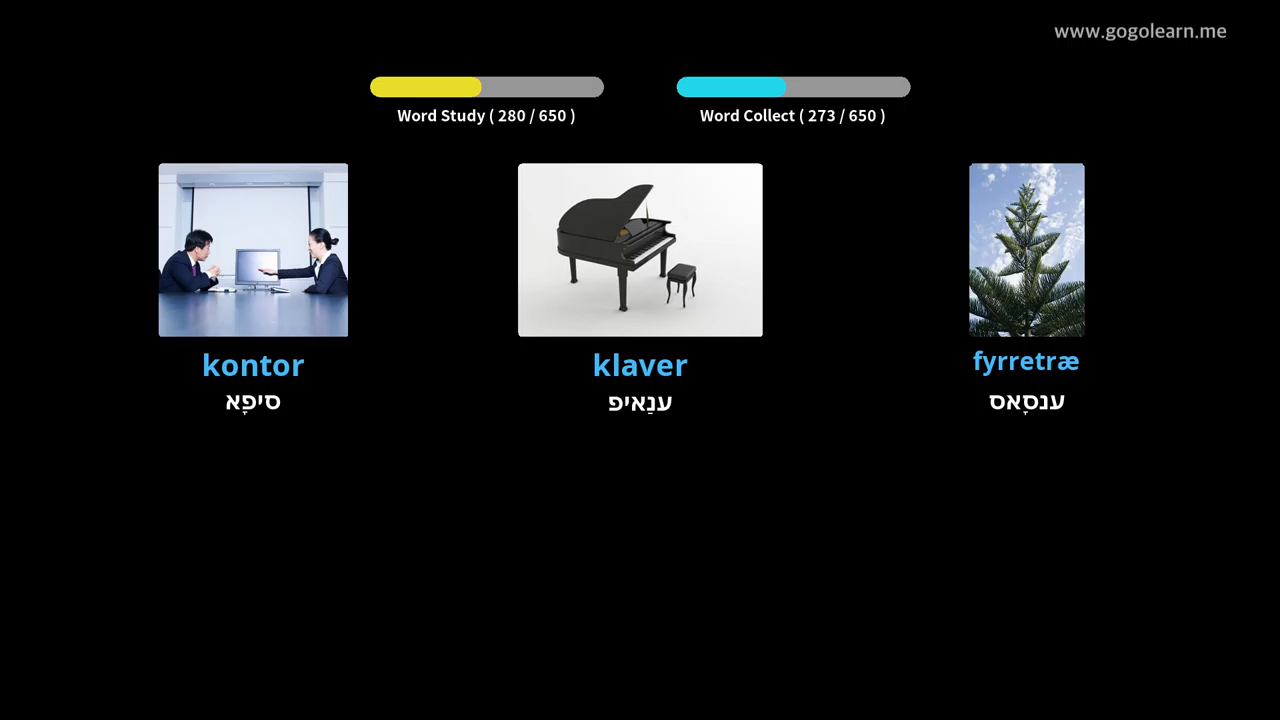 www.gogolearn.me
Word Study ( 280 / 650 )
Word Collect ( 273 / 650 )
kontor
סיפָא
klaver
ענַאיפ
fyrretræ
ענסָאס